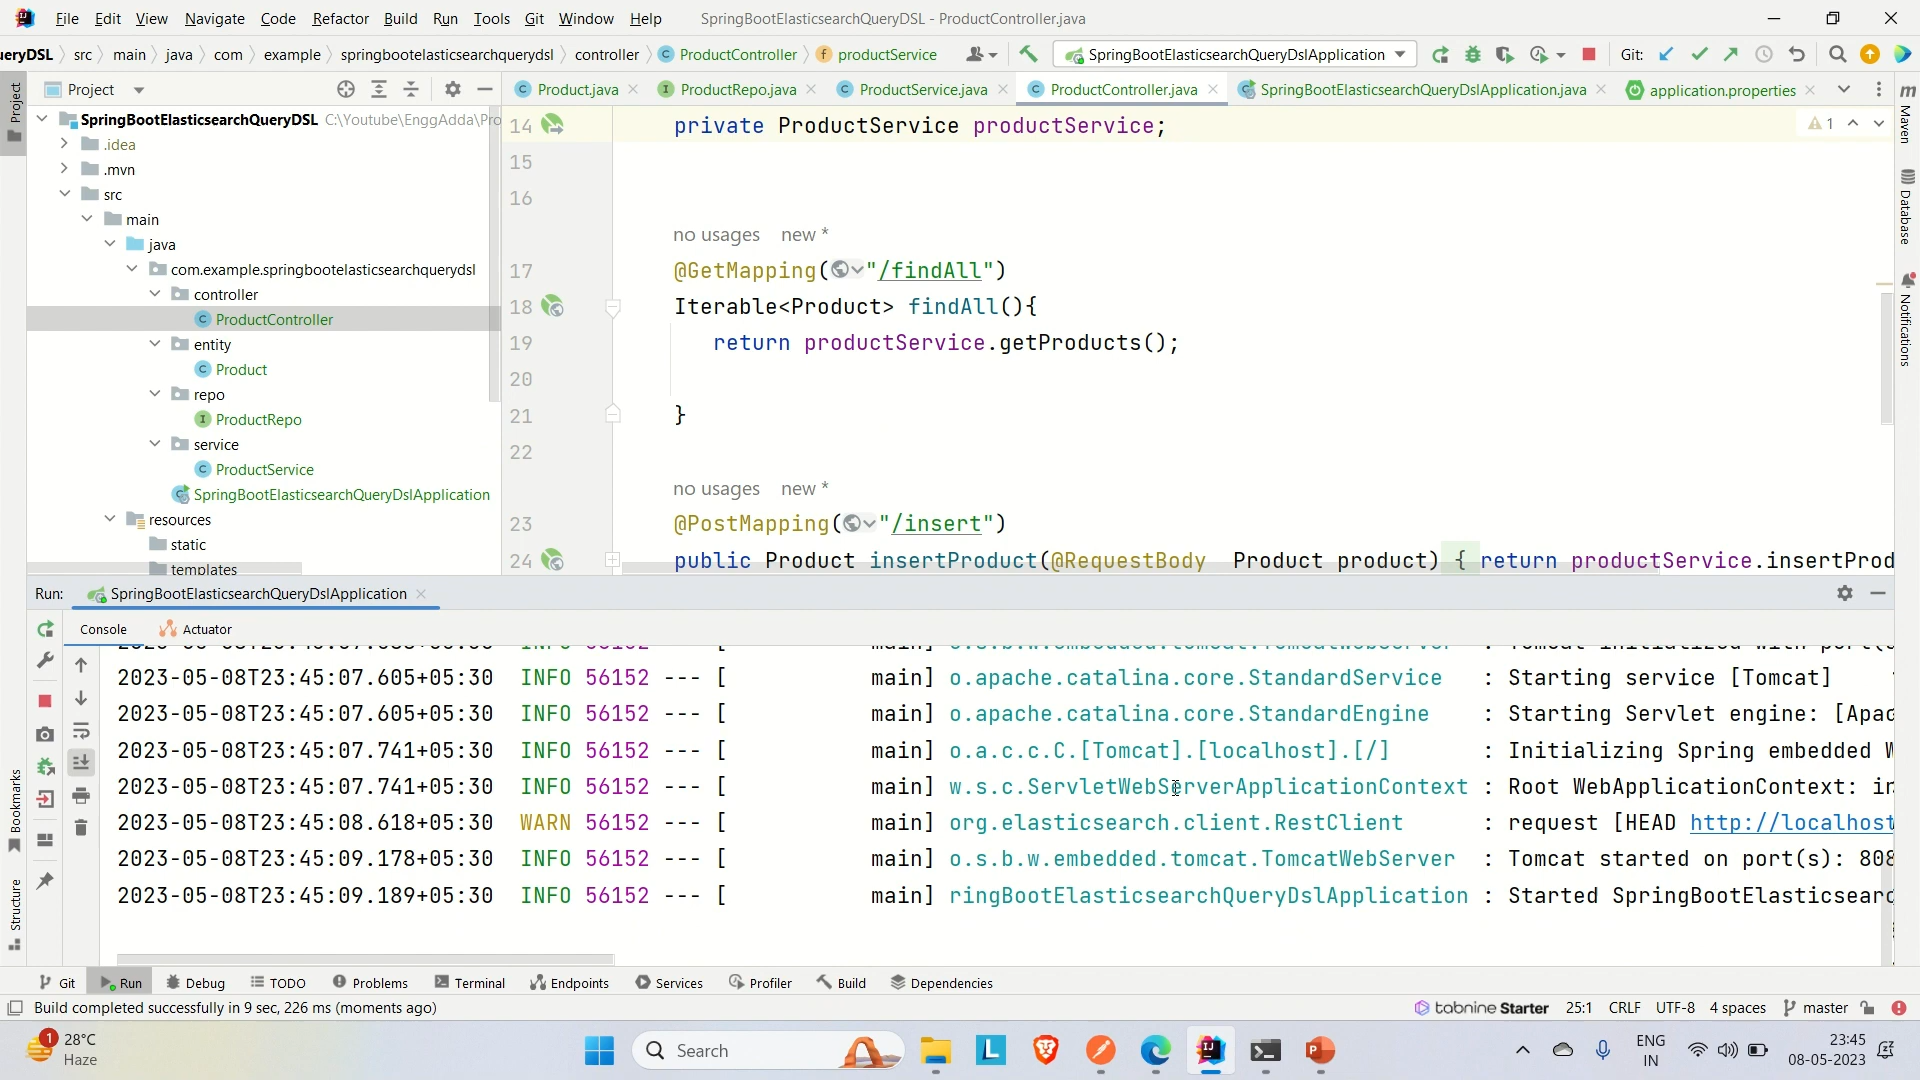 File Edit View Navigate Code Refactor Build Run Tools Git Window Help SpringBootElasticsearchQueryDSL - ProductController.java
ueryDSL src main java com example springbootelasticsearchquerydsl controller ProductController productService SpringBootElasticsearchQueryDslApplication Git:
Project Product.java ProductRepo.java ProductService.java ProductController.java SpringBootElasticsearchQueryDslApplication.java application.properties
SpringBootElasticsearchQueryDSL C:\Youtube\EnggAdda\Pro
.idea
.mvn
src
main
java
com.example.springbootelasticsearchquerydsl
controller
ProductController
entity
Product
repo
ProductRepo
service
ProductService
SpringBootElasticsearchQueryDslApplication
resources
static
templates
14 private ProductService productService;
1
15
16
no usages new *
17 @GetMapping("/findAll")
18 Iterable<Product> findAll(){
19 return productService.getProducts();
20
21 }
22
no usages new *
23 @PostMapping("/insert")
24 public Product insertProduct(@RequestBody Product product) { return productService.insertProd
Project
Bookmarks
Structure
Maven
Database
Notifications
Run: SpringBootElasticsearchQueryDslApplication
Console Actuator
2023-05-08T23:45:07.605+05:30 INFO 56152 --- [ main] o.apache.catalina.core.StandardService : Starting service [Tomcat]
2023-05-08T23:45:07.605+05:30 INFO 56152 --- [ main] o.apache.catalina.core.StandardEngine : Starting Servlet engine: [Apac
2023-05-08T23:45:07.741+05:30 INFO 56152 --- [ main] o.a.c.c.C.[Tomcat].[localhost].[/] : Initializing Spring embedded W
2023-05-08T23:45:07.741+05:30 INFO 56152 --- [ main] w.s.c.ServletWebServerApplicationContext : Root WebApplicationContext: in
2023-05-08T23:45:08.618+05:30 WARN 56152 --- [ main] org.elasticsearch.client.RestClient : request [HEAD http://localhost
2023-05-08T23:45:09.178+05:30 INFO 56152 --- [ main] o.s.b.w.embedded.tomcat.TomcatWebServer : Tomcat started on port(s): 808
2023-05-08T23:45:09.189+05:30 INFO 56152 --- [ main] ringBootElasticsearchQueryDslApplication : Started SpringBootElasticsearc
Git Run Debug TODO Problems Terminal Endpoints Services Profiler Build Dependencies
Build completed successfully in 9 sec, 226 ms (moments ago) tabnine Starter 25:1 CRLF UTF-8 4 spaces master
1 28°C
Haze
Search
ENG
IN
23:45
08-05-2023